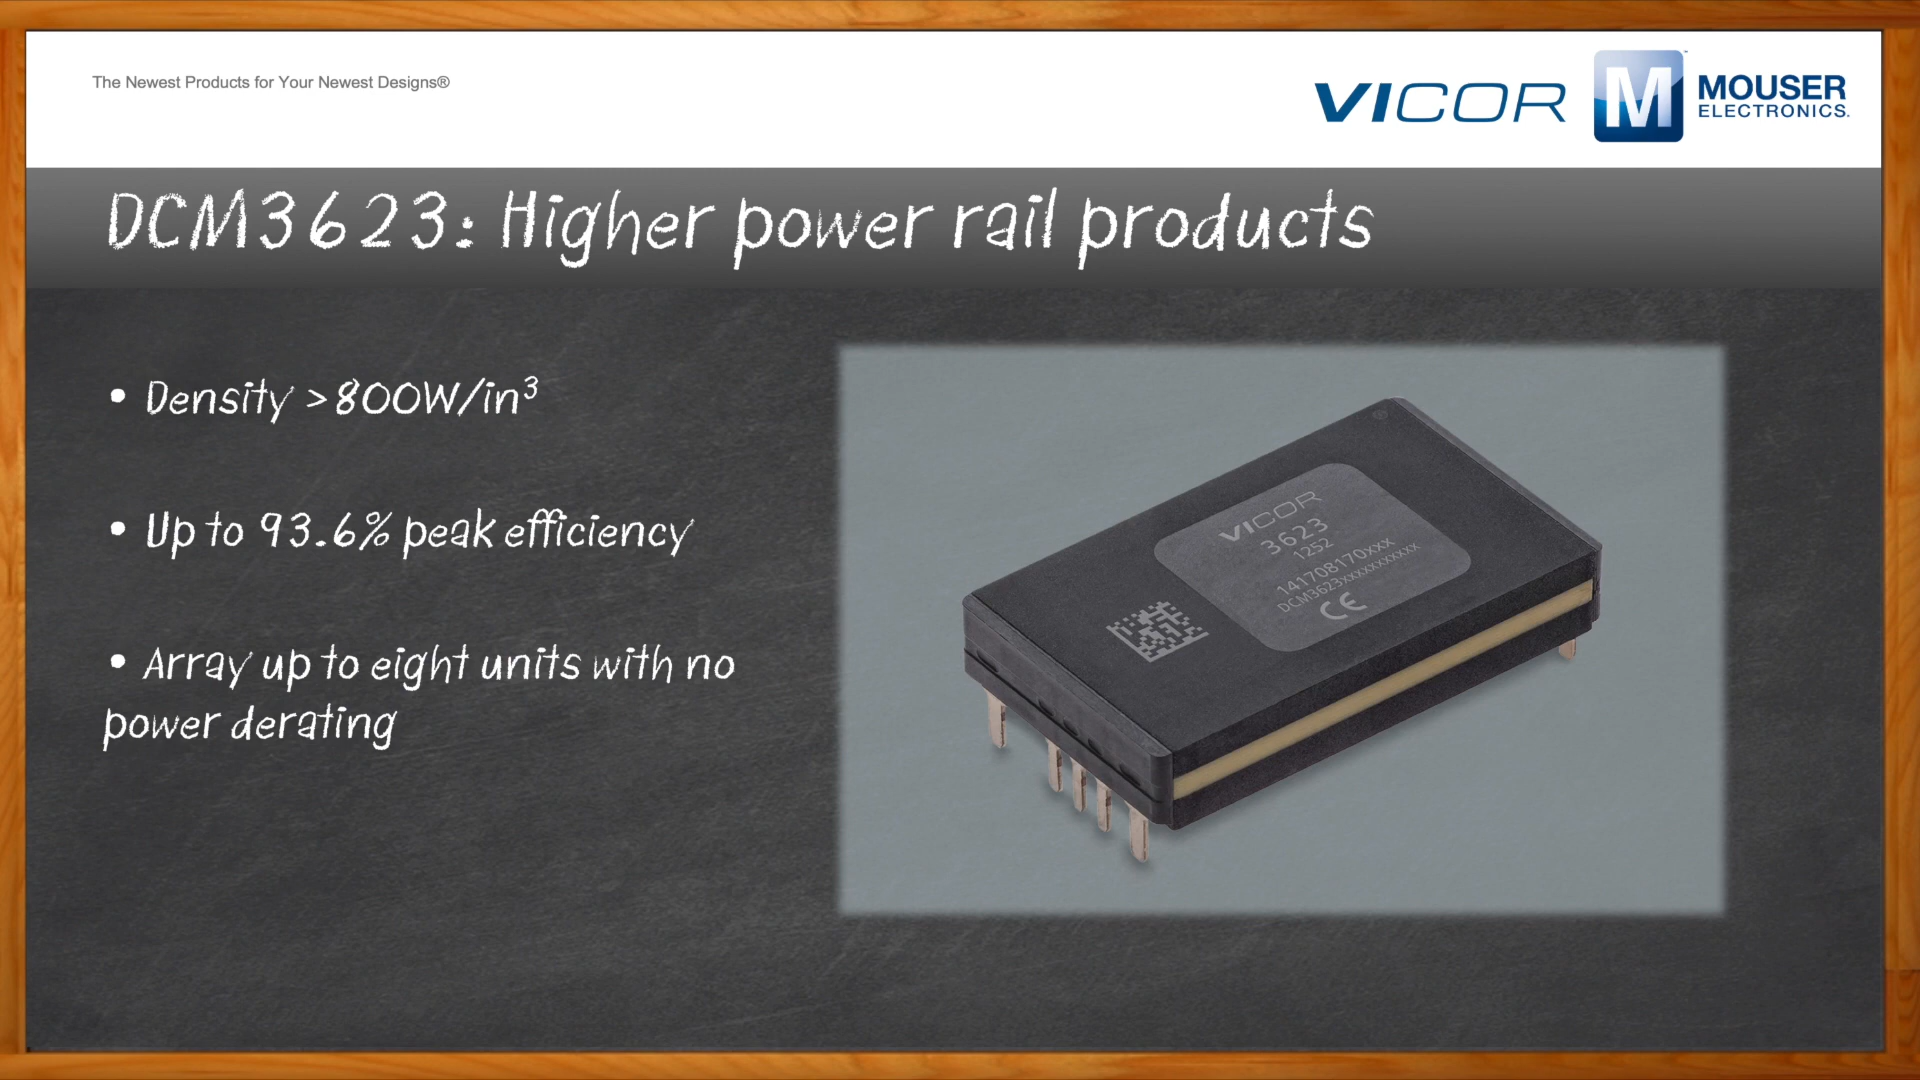 The Newest Products for Your Newest Designs®
VICOR
M
MOUSER
ELECTRONICS.
DCM3623: Higher power rail products
• Density >800W/in³
• Up to 93.6% peak efficiency
• Array up to eight units with no
power derating
VICOR
3623
1252
141708170xxx
DCM3623xxxxxxxxxxx
CE